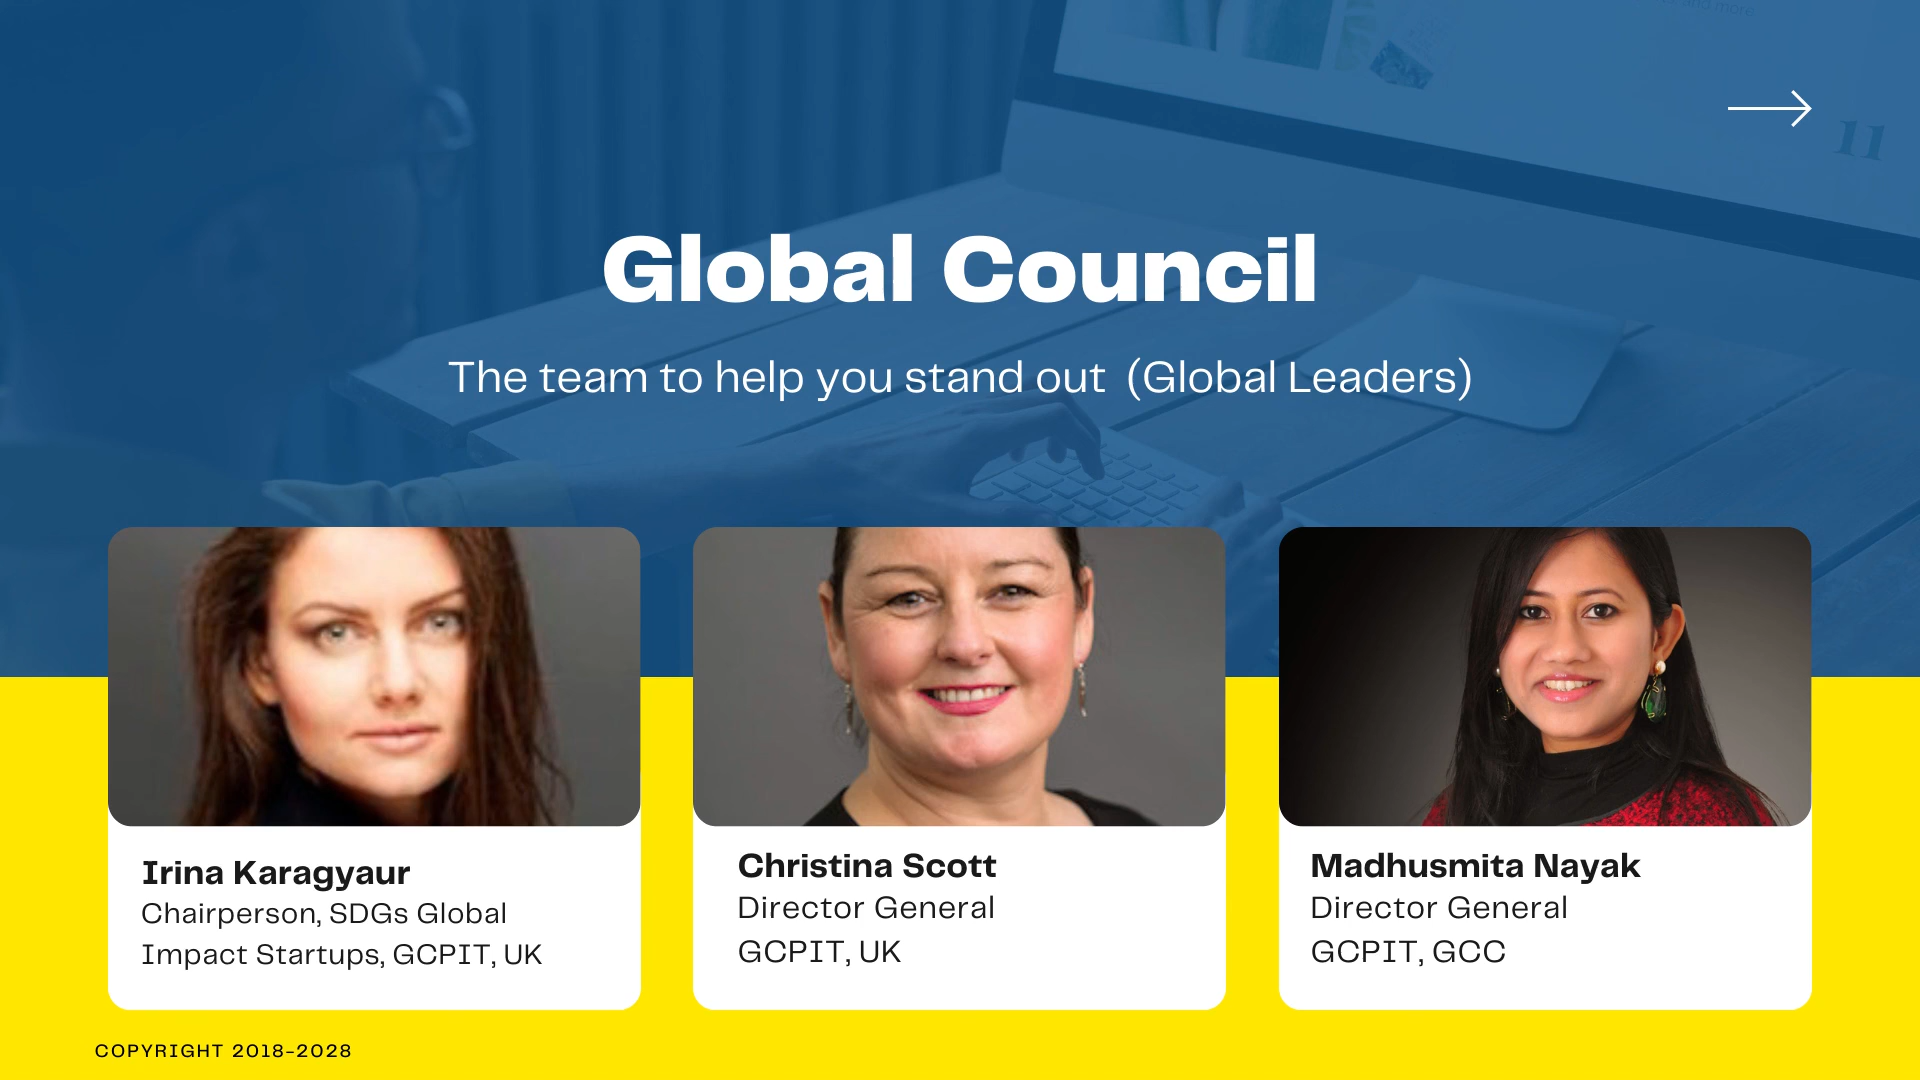 Global Council
The team to help you stand out (Global Leaders)
Irina Karagyaur
Chairperson, SDGs Global
Impact Startups, GCPIT, UK
Christina Scott
Director General
GCPIT, UK
Madhusmita Nayak
Director General
GCPIT, GCC
COPYRIGHT 2018-2028